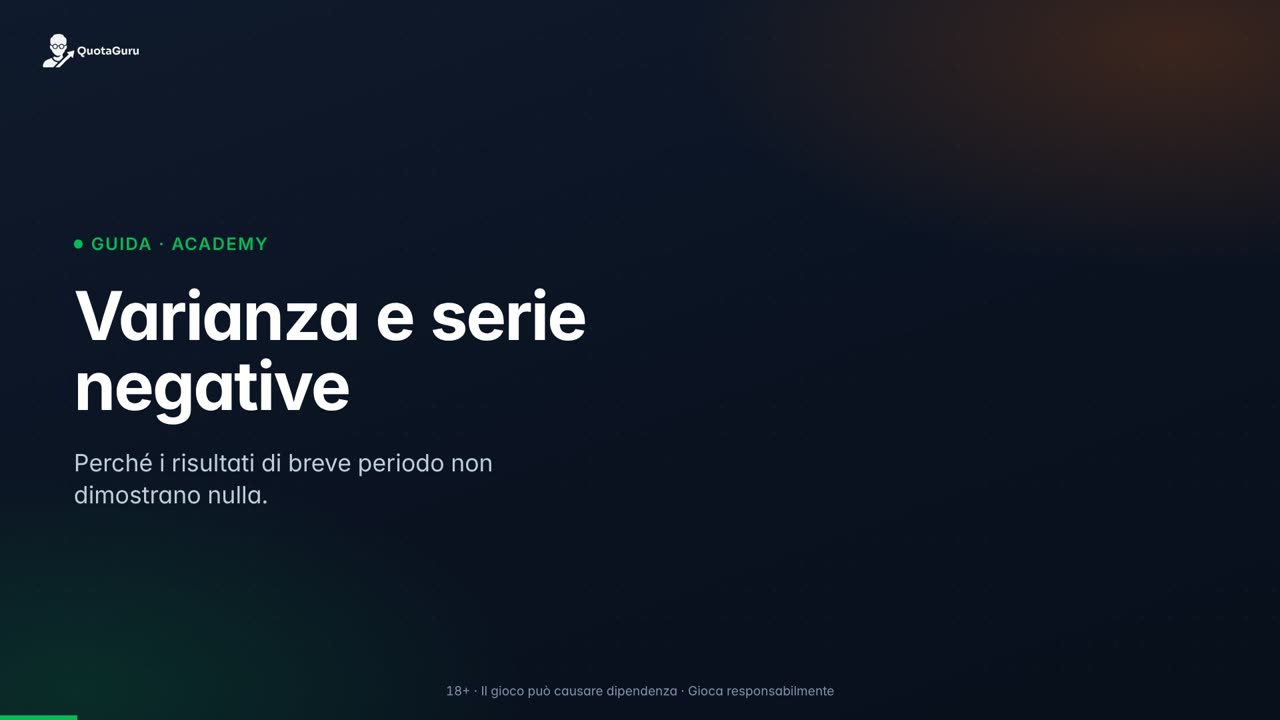 QuotaGuru
GUIDA · ACADEMY
Varianza e serie
negative
Perché i risultati di breve periodo non
dimostrano nulla.
18+ · Il gioco può causare dipendenza · Gioca responsabilmente